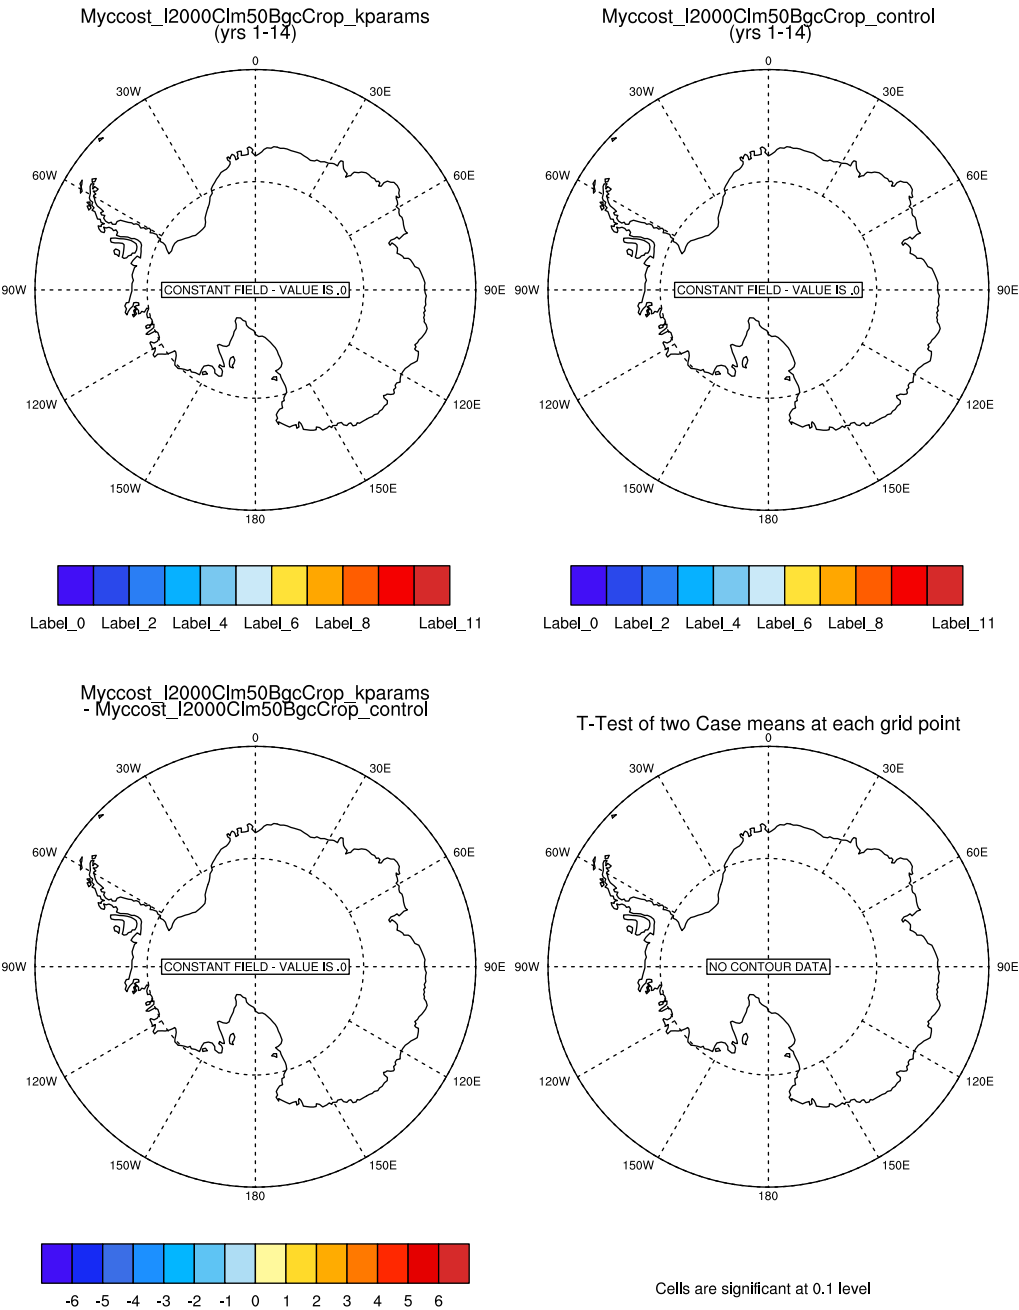 Myccost_I2000Clm50BgcCrop_kparams
(yrs 1-14)
0
30W
30E
60W
60E
90W
CONSTANT FIELD - VALUE IS .0
90E
120W
120E
150W
150E
180
Label_0 Label_2 Label_4 Label_6 Label_8 Label_11
Myccost_I2000Clm50BgcCrop_control
(yrs 1-14)
0
30W
30E
60W
60E
90W
CONSTANT FIELD - VALUE IS .0
90E
120W
120E
150W
150E
180
Label_0 Label_2 Label_4 Label_6 Label_8 Label_11
Myccost_I2000Clm50BgcCrop_kparams
- Myccost_I2000Clm50BgcCrop_control
0
30W
30E
60W
60E
90W
CONSTANT FIELD - VALUE IS .0
90E
120W
120E
150W
150E
180
-6 -5 -4 -3 -2 -1 0 1 2 3 4 5 6
T-Test of two Case means at each grid point
0
30W
30E
60W
60E
90W
NO CONTOUR DATA
90E
120W
120E
150W
150E
180
Cells are significant at 0.1 level